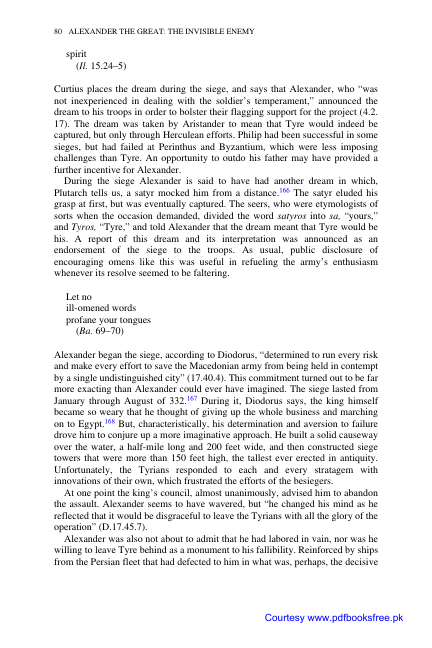 80 ALEXANDER THE GREAT: THE INVISIBLE ENEMY
spirit
(Il. 15.24–5)
Curtius places the dream during the siege, and says that Alexander, who “was
not inexperienced in dealing with the soldier’s temperament,” announced the
dream to his troops in order to bolster their flagging support for the project (4.2.
17). The dream was taken by Aristander to mean that Tyre would indeed be
captured, but only through Herculean efforts. Philip had been successful in some
sieges, but had failed at Perinthus and Byzantium, which were less imposing
challenges than Tyre. An opportunity to outdo his father may have provided a
further incentive for Alexander.
During the siege Alexander is said to have had another dream in which,
Plutarch tells us, a satyr mocked him from a distance.166 The satyr eluded his
grasp at first, but was eventually captured. The seers, who were etymologists of
sorts when the occasion demanded, divided the word satyros into sa, “yours,”
and Tyros, “Tyre,” and told Alexander that the dream meant that Tyre would be
his. A report of this dream and its interpretation was announced as an
endorsement of the siege to the troops. As usual, public disclosure of
encouraging omens like this was useful in refueling the army’s enthusiasm
whenever its resolve seemed to be faltering.
Let no
ill-omened words
profane your tongues
(Ba. 69–70)
Alexander began the siege, according to Diodorus, “determined to run every risk
and make every effort to save the Macedonian army from being held in contempt
by a single undistinguished city” (17.40.4). This commitment turned out to be far
more exacting than Alexander could ever have imagined. The siege lasted from
January through August of 332.167 During it, Diodorus says, the king himself
became so weary that he thought of giving up the whole business and marching
on to Egypt.168 But, characteristically, his determination and aversion to failure
drove him to conjure up a more imaginative approach. He built a solid causeway
over the water, a half-mile long and 200 feet wide, and then constructed siege
towers that were more than 150 feet high, the tallest ever erected in antiquity.
Unfortunately, the Tyrians responded to each and every stratagem with
innovations of their own, which frustrated the efforts of the besiegers.
At one point the king’s council, almost unanimously, advised him to abandon
the assault. Alexander seems to have wavered, but “he changed his mind as he
reflected that it would be disgraceful to leave the Tyrians with all the glory of the
operation” (D.17.45.7).
Alexander was also not about to admit that he had labored in vain, nor was he
willing to leave Tyre behind as a monument to his fallibility. Reinforced by ships
from the Persian fleet that had defected to him in what was, perhaps, the decisive
Courtesy www.pdfbooksfree.pk